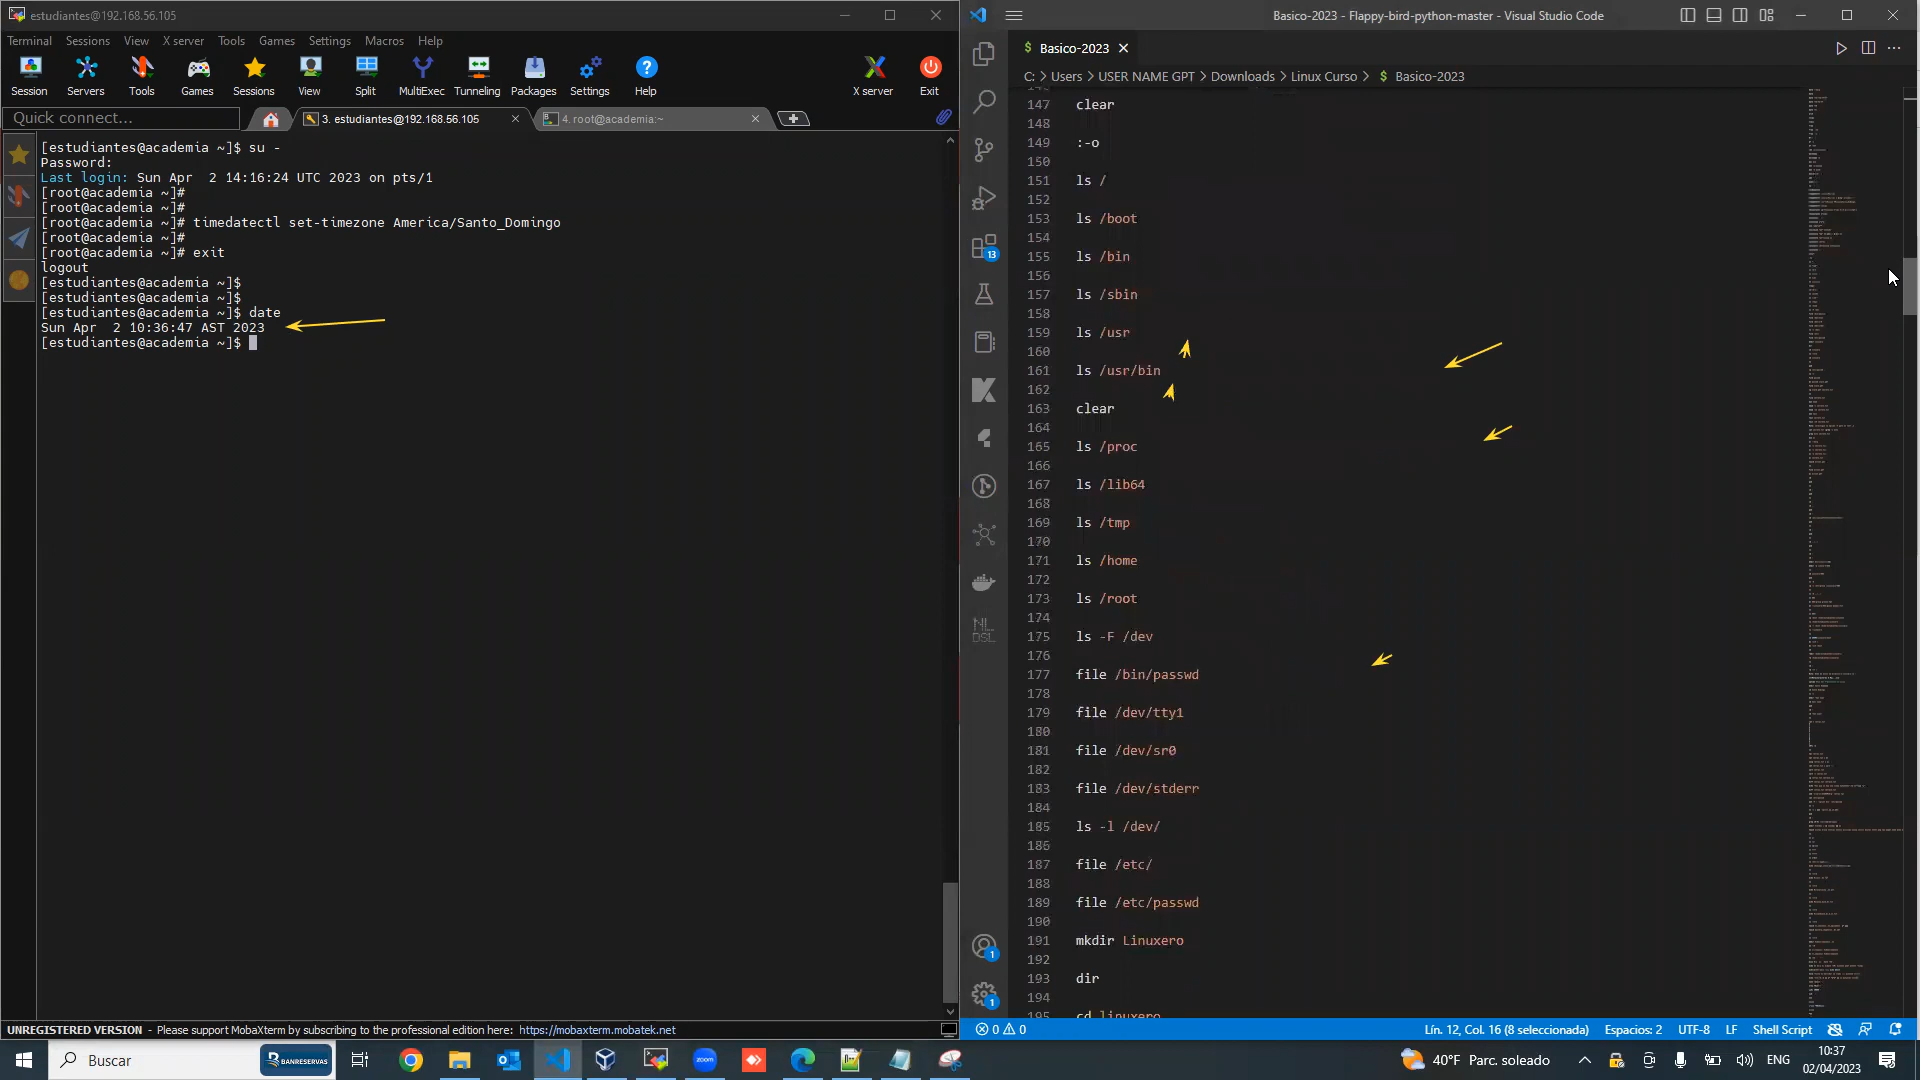 estudiantes@192.168.56.105
Terminal Sessions View X server Tools Games Settings Macros Help
Session Servers Tools Games Sessions View Split MultiExec Tunneling Packages Settings Help X server Exit
Quick connect...
3. estudiantes@192.168.56.105
4. root@academia:~
[estudiantes@academia ~]$ su -
Password:
Last login: Sun Apr  2 14:16:24 UTC 2023 on pts/1
[root@academia ~]#
[root@academia ~]#
[root@academia ~]# timedatectl set-timezone America/Santo_Domingo
[root@academia ~]#
[root@academia ~]# exit
logout
[estudiantes@academia ~]$
[estudiantes@academia ~]$
[estudiantes@academia ~]$ date
Sun Apr  2 10:36:47 AST 2023
[estudiantes@academia ~]$
UNREGISTERED VERSION - Please support MobaXterm by subscribing to the professional edition here: https://mobaxterm.mobatek.net
Basico-2023 - Flappy-bird-python-master - Visual Studio Code
$ Basico-2023
C: > Users > USER NAME GPT > Downloads > Linux Curso > $ Basico-2023
13
NL
DSL
1
1
147 clear
148
149 :-o
150
151 ls /
152
153 ls /boot
154
155 ls /bin
156
157 ls /sbin
158
159 ls /usr
160
161 ls /usr/bin
162
163 clear
164
165 ls /proc
166
167 ls /lib64
168
169 ls /tmp
170
171 ls /home
172
173 ls /root
174
175 ls -F /dev
176
177 file /bin/passwd
178
179 file /dev/tty1
180
181 file /dev/sr0
182
183 file /dev/stderr
184
185 ls -l /dev/
186
187 file /etc/
188
189 file /etc/passwd
190
191 mkdir Linuxero
192
193 dir
194
195 cd linuxero
0 0
Lín. 12, Col. 16 (8 seleccionada) Espacios: 2 UTF-8 LF Shell Script
Buscar
BANRESERVAS
zoom
40°F Parc. soleado
ENG
10:37
02/04/2023